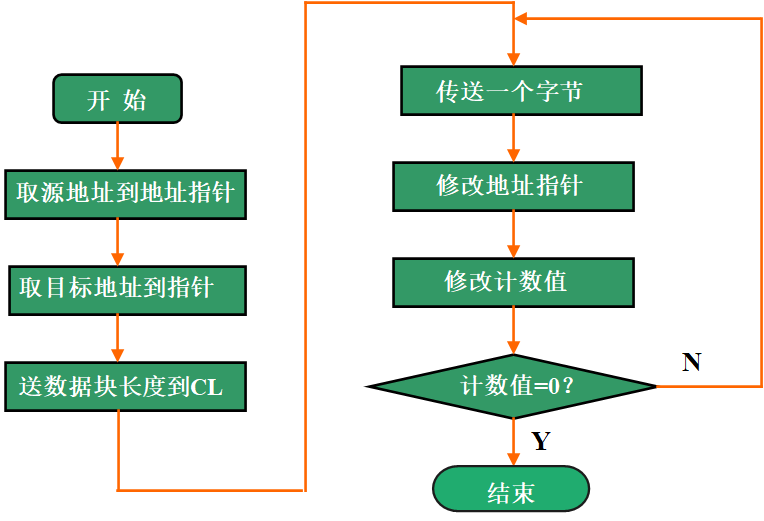 开 始
取源地址到地址指针
取目标地址到指针
送数据块长度到CL
传送一个字节
修改地址指针
修改计数值
计数值=0?
N
Y
结束